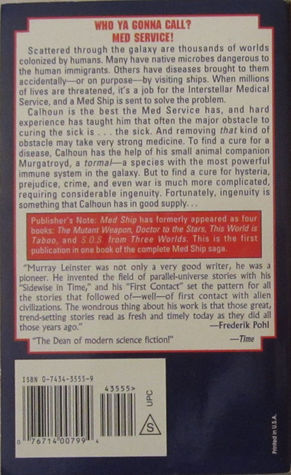 WHO YA GONNA CALL?
MED SERVICE!
Scattered through the galaxy are thousands of worlds
colonized by humans. Many have native microbes dangerous to
the human immigrants. Others have diseases brought to them
accidentally—or on purpose—by visiting ships. When millions
of lives are threatened, it's a job for the Interstellar Medical
Service, and a Med Ship is sent to solve the problem.
Calhoun is the best the Med Service has, and hard
experience has taught him that often the major obstacle to
curing the sick is . . . the sick. And removing that kind of
obstacle may take very strong medicine. To find a cure for a
disease, Calhoun has the help of his small animal companion
Murgatroyd, a tormal—a species with the most powerful
immune system in the galaxy. But to find a cure for hysteria,
prejudice, crime, and even war is much more complicated,
requiring considerable ingenuity. Fortunately, ingenuity is
something that Calhoun has in good supply. . .
Publisher's Note: Med Ship has formerly appeared as four
books: The Mutant Weapon, Doctor to the Stars, This World is
Taboo, and S.O.S. from Three Worlds. This is the first
publication in one book of the complete Med Ship saga.
"Murray Leinster was not only a very good writer, he was a
pioneer. He invented the field of parallel-universe stories with his
"Sidewise in Time," and his "First Contact" set the pattern for all
the stories that followed of—well—of first contact with alien
civilizations. The wondrous thing about his work is that those great,
trend-setting stories read as fresh and timely today as they did all
those years ago."
—Frederik Pohl
"The Dean of modern science fiction!"
—Time
ISBN 0-7434-3555-9
43555>
0
76714 00799
4
UPC
S
Printed in U.S.A.